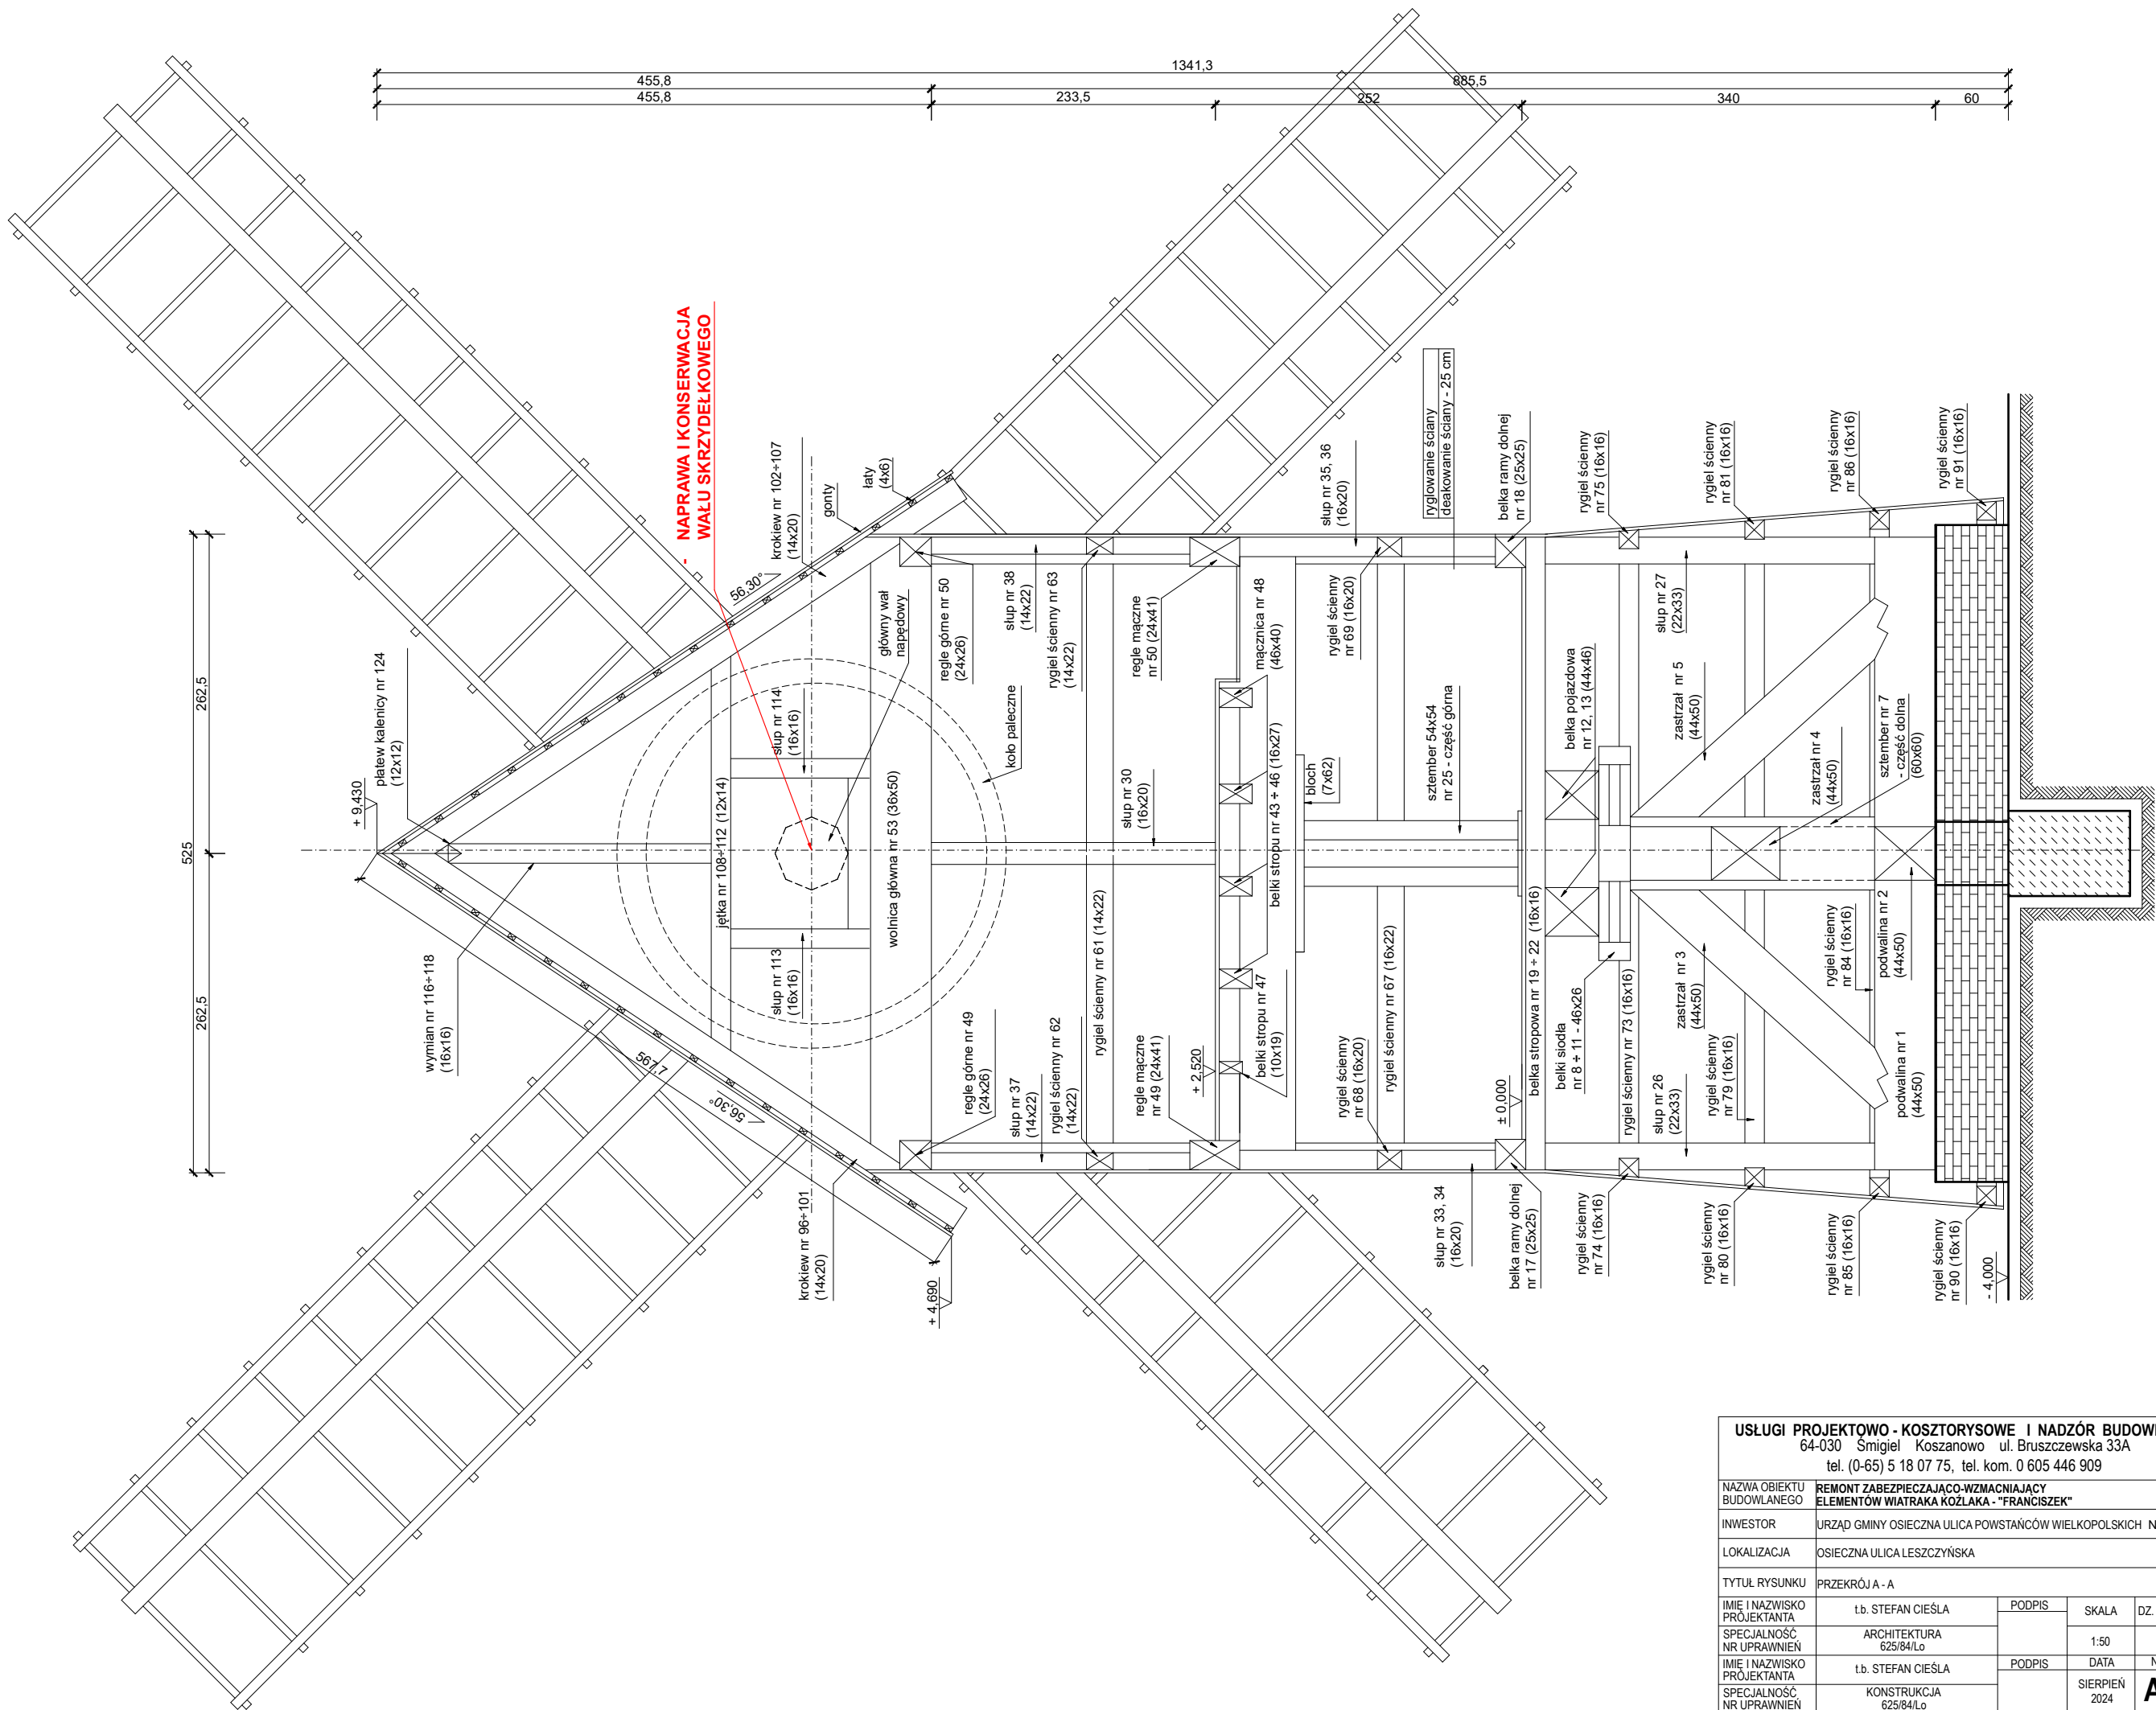 1341,3
455,8
885,5
455,8
233,5
252
340
60
525
262,5
262,5
- NAPRAWA I KONSERWACJA
WAŁU SKRZYDEŁKOWEGO
krokiew nr 102÷107
(14x20)
gonty
łaty
(4x6)
56,30°
płatew kalenicy nr 124
(12x12)
+ 9,430
słup nr 114
(16x16)
główny wał
napędowy
regle górne nr 50
(24x26)
koło paleczne
słup nr 38
(14x22)
rygiel ścienny nr 63
(14x22)
regle mączne
nr 50 (24x41)
mącznica nr 48
(46x40)
słup nr 35, 36
(16x20)
rygiel ścienny
nr 69 (16x20)
ryglowanie ściany
deakowanie ściany - 25 cm
belka ramy dolnej
nr 18 (25x25)
rygiel ścienny
nr 75 (16x16)
rygiel ścienny
nr 81 (16x16)
rygiel ścienny
nr 86 (16x16)
rygiel ścienny
nr 91 (16x16)
słup nr 27
(22x33)
zastrzał nr 5
(44x50)
belka pojazdowa
nr 12, 13 (44x46)
sztember 54x54
nr 25 - część górna
zastrzał nr 4
(44x50)
sztember nr 7
- część dolna
(60x60)
jętka nr 108÷112 (12x14)
wolnica główna nr 53 (36x50)
słup nr 30
(16x20)
belki stropu nr 43 ÷ 46 (16x27)
bloch
(7x62)
wymian nr 116÷118
(16x16)
słup nr 113
(16x16)
567,7
56,30°
krokiew nr 96÷101
(14x20)
+ 4,690
regle górne nr 49
(24x26)
słup nr 37
(14x22)
rygiel ścienny nr 62
(14x22)
rygiel ścienny nr 61 (14x22)
regle mączne
nr 49 (24x41)
+ 2,520
belki stropu nr 47
(10x19)
rygiel ścienny
nr 68 (16x20)
rygiel ścienny nr 67 (16x22)
słup nr 33, 34
(16x20)
± 0,000
belka ramy dolnej
nr 17 (25x25)
belka stropowa nr 19 ÷ 22 (16x16)
belki siodła
nr 8 ÷ 11 - 46x26
rygiel ścienny nr 73 (16x16)
rygiel ścienny
nr 74 (16x16)
słup nr 26
(22x33)
zastrzał nr 3
(44x50)
rygiel ścienny
nr 79 (16x16)
rygiel ścienny
nr 80 (16x16)
rygiel ścienny
nr 84 (16x16)
podwalina nr 2
(44x50)
podwalina nr 1
(44x50)
rygiel ścienny
nr 85 (16x16)
rygiel ścienny
nr 90 (16x16)
- 4,000
USŁUGI PROJEKTOWO - KOSZTORYSOWE I NADZÓR
64-030 Śmigiel Koszanowo ul. Bruszczewska 33A
tel. (0-65) 5 18 07 75, tel. kom. 0 605 446 909
NAZWA OBIEKTU
BUDOWLANEGO
REMONT ZABEZPIECZAJĄCO-WZMACNIAJĄCY
ELEMENTÓW WIATRAKA KOŹLAKA - "FRANCISZEK"
INWESTOR
URZĄD GMINY OSIECZNA ULICA POWSTAŃCÓW WIELKOPOLSKICH
LOKALIZACJA
OSIECZNA ULICA LESZCZYŃSKA
TYTUŁ RYSUNKU
PRZEKRÓJ A - A
IMIĘ I NAZWISKO
PROJEKTANTA
t.b. STEFAN CIEŚLA
PODPIS
SKALA
DZ.
SPECJALNOŚĆ
NR UPRAWNIEŃ
ARCHITEKTURA
625/84/Lo
1:50
IMIĘ I NAZWISKO
PROJEKTANTA
t.b. STEFAN CIEŚLA
PODPIS
DATA
SPECJALNOŚĆ
NR UPRAWNIEŃ
KONSTRUKCJA
625/84/Lo
SIERPIEŃ
2024
A